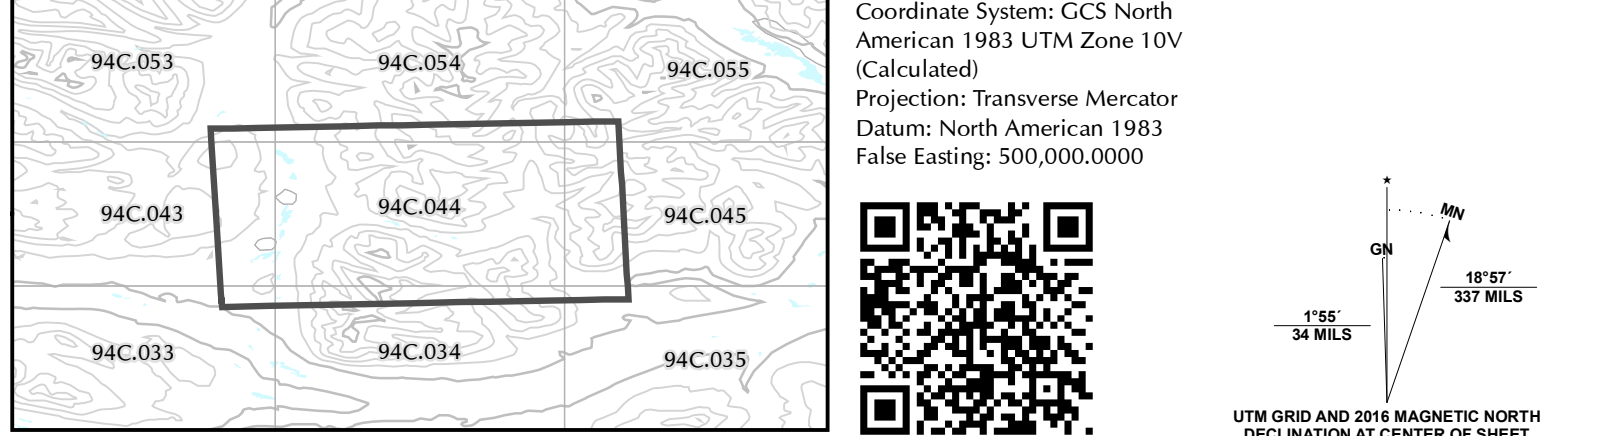 94C.053
94C.054
94C.055
94C.043
94C.044
94C.045
94C.033
94C.034
94C.035
Coordinate System: GCS North
American 1983 UTM Zone 10V
(Calculated)
Projection: Transverse Mercator
Datum: North American 1983
False Easting: 500,000.0000
MN
GN
18°57´
337 MILS
1°55´
34 MILS
UTM GRID AND 2016 MAGNETIC NORTH
DECLINATION AT CENTER OF SHEET